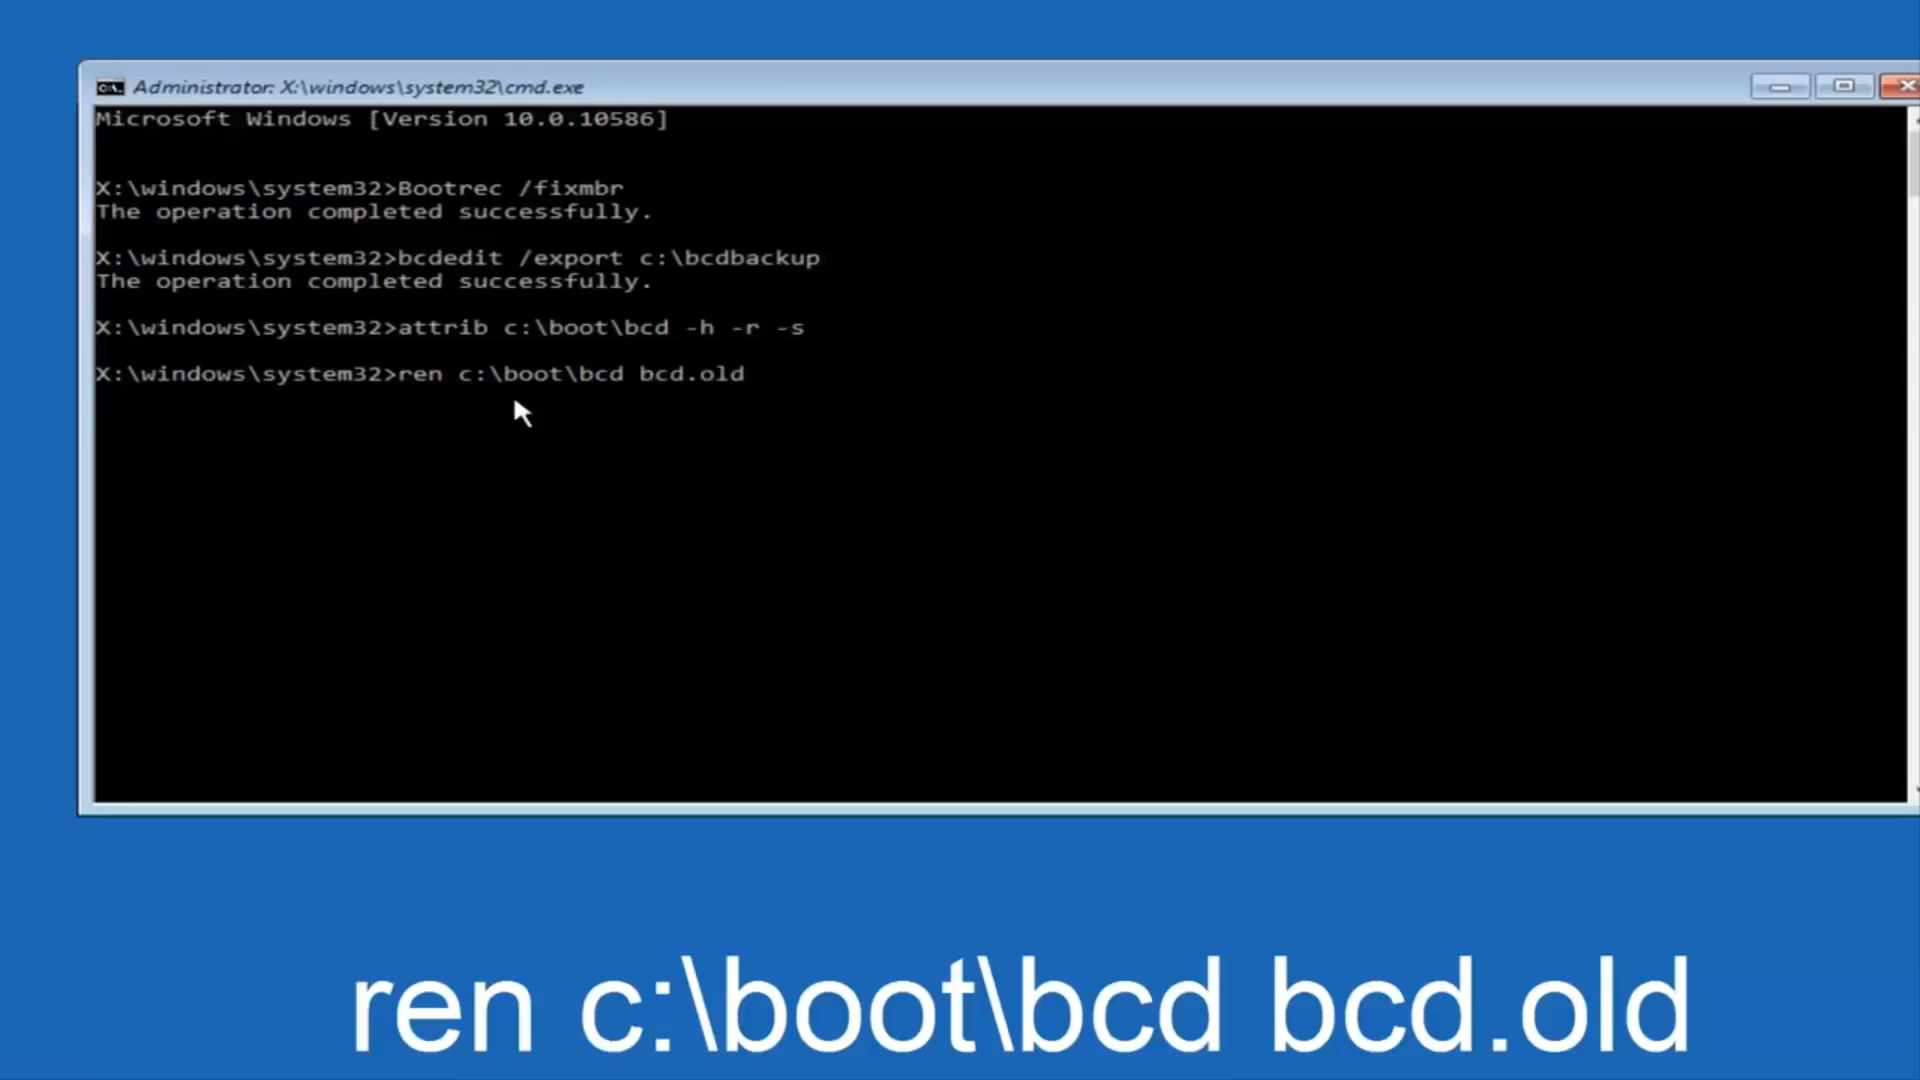 Administrator: X:\windows\system32\cmd.exe
Microsoft Windows [Version 10.0.10586]
X:\windows\system32>Bootrec /fixmbr
The operation completed successfully.
X:\windows\system32>bcdedit /export c:\bcdbackup
The operation completed successfully.
X:\windows\system32>attrib c:\boot\bcd -h -r -s
X:\windows\system32>ren c:\boot\bcd bcd.old
ren c:\boot\bcd bcd.old